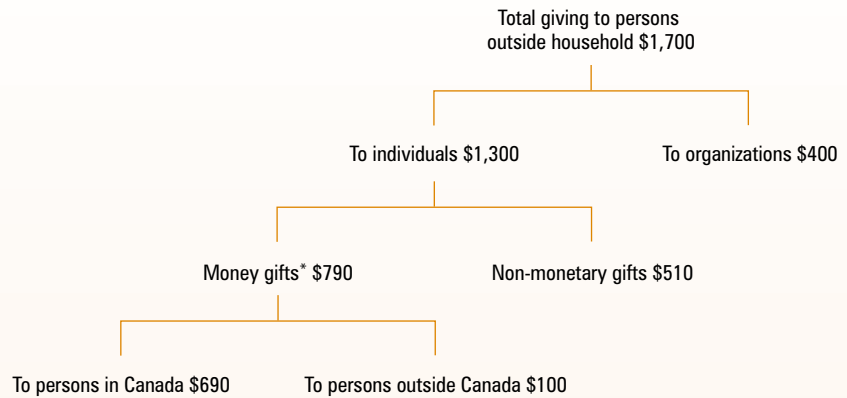 Total giving to persons
outside household $1,700
To individuals $1,300
To organizations $400
Money gifts* $790
Non-monetary gifts $510
To persons in Canada $690
To persons outside Canada $100